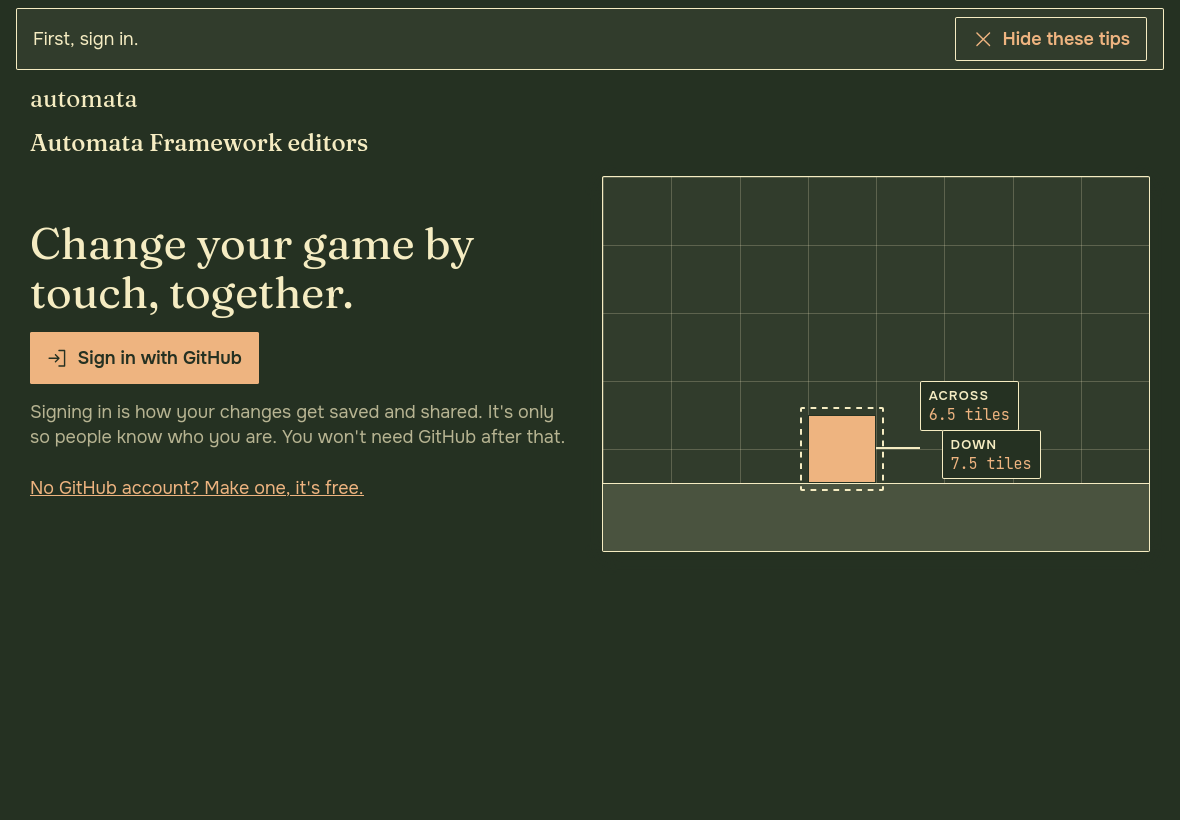 First, sign in.
Hide these tips
automata
Automata Framework editors
Change your game by
touch, together.
Sign in with GitHub
Signing in is how your changes get saved and shared. It's only
so people know who you are. You won't need GitHub after that.
No GitHub account? Make one, it's free.
ACROSS
6.5 tiles
DOWN
7.5 tiles